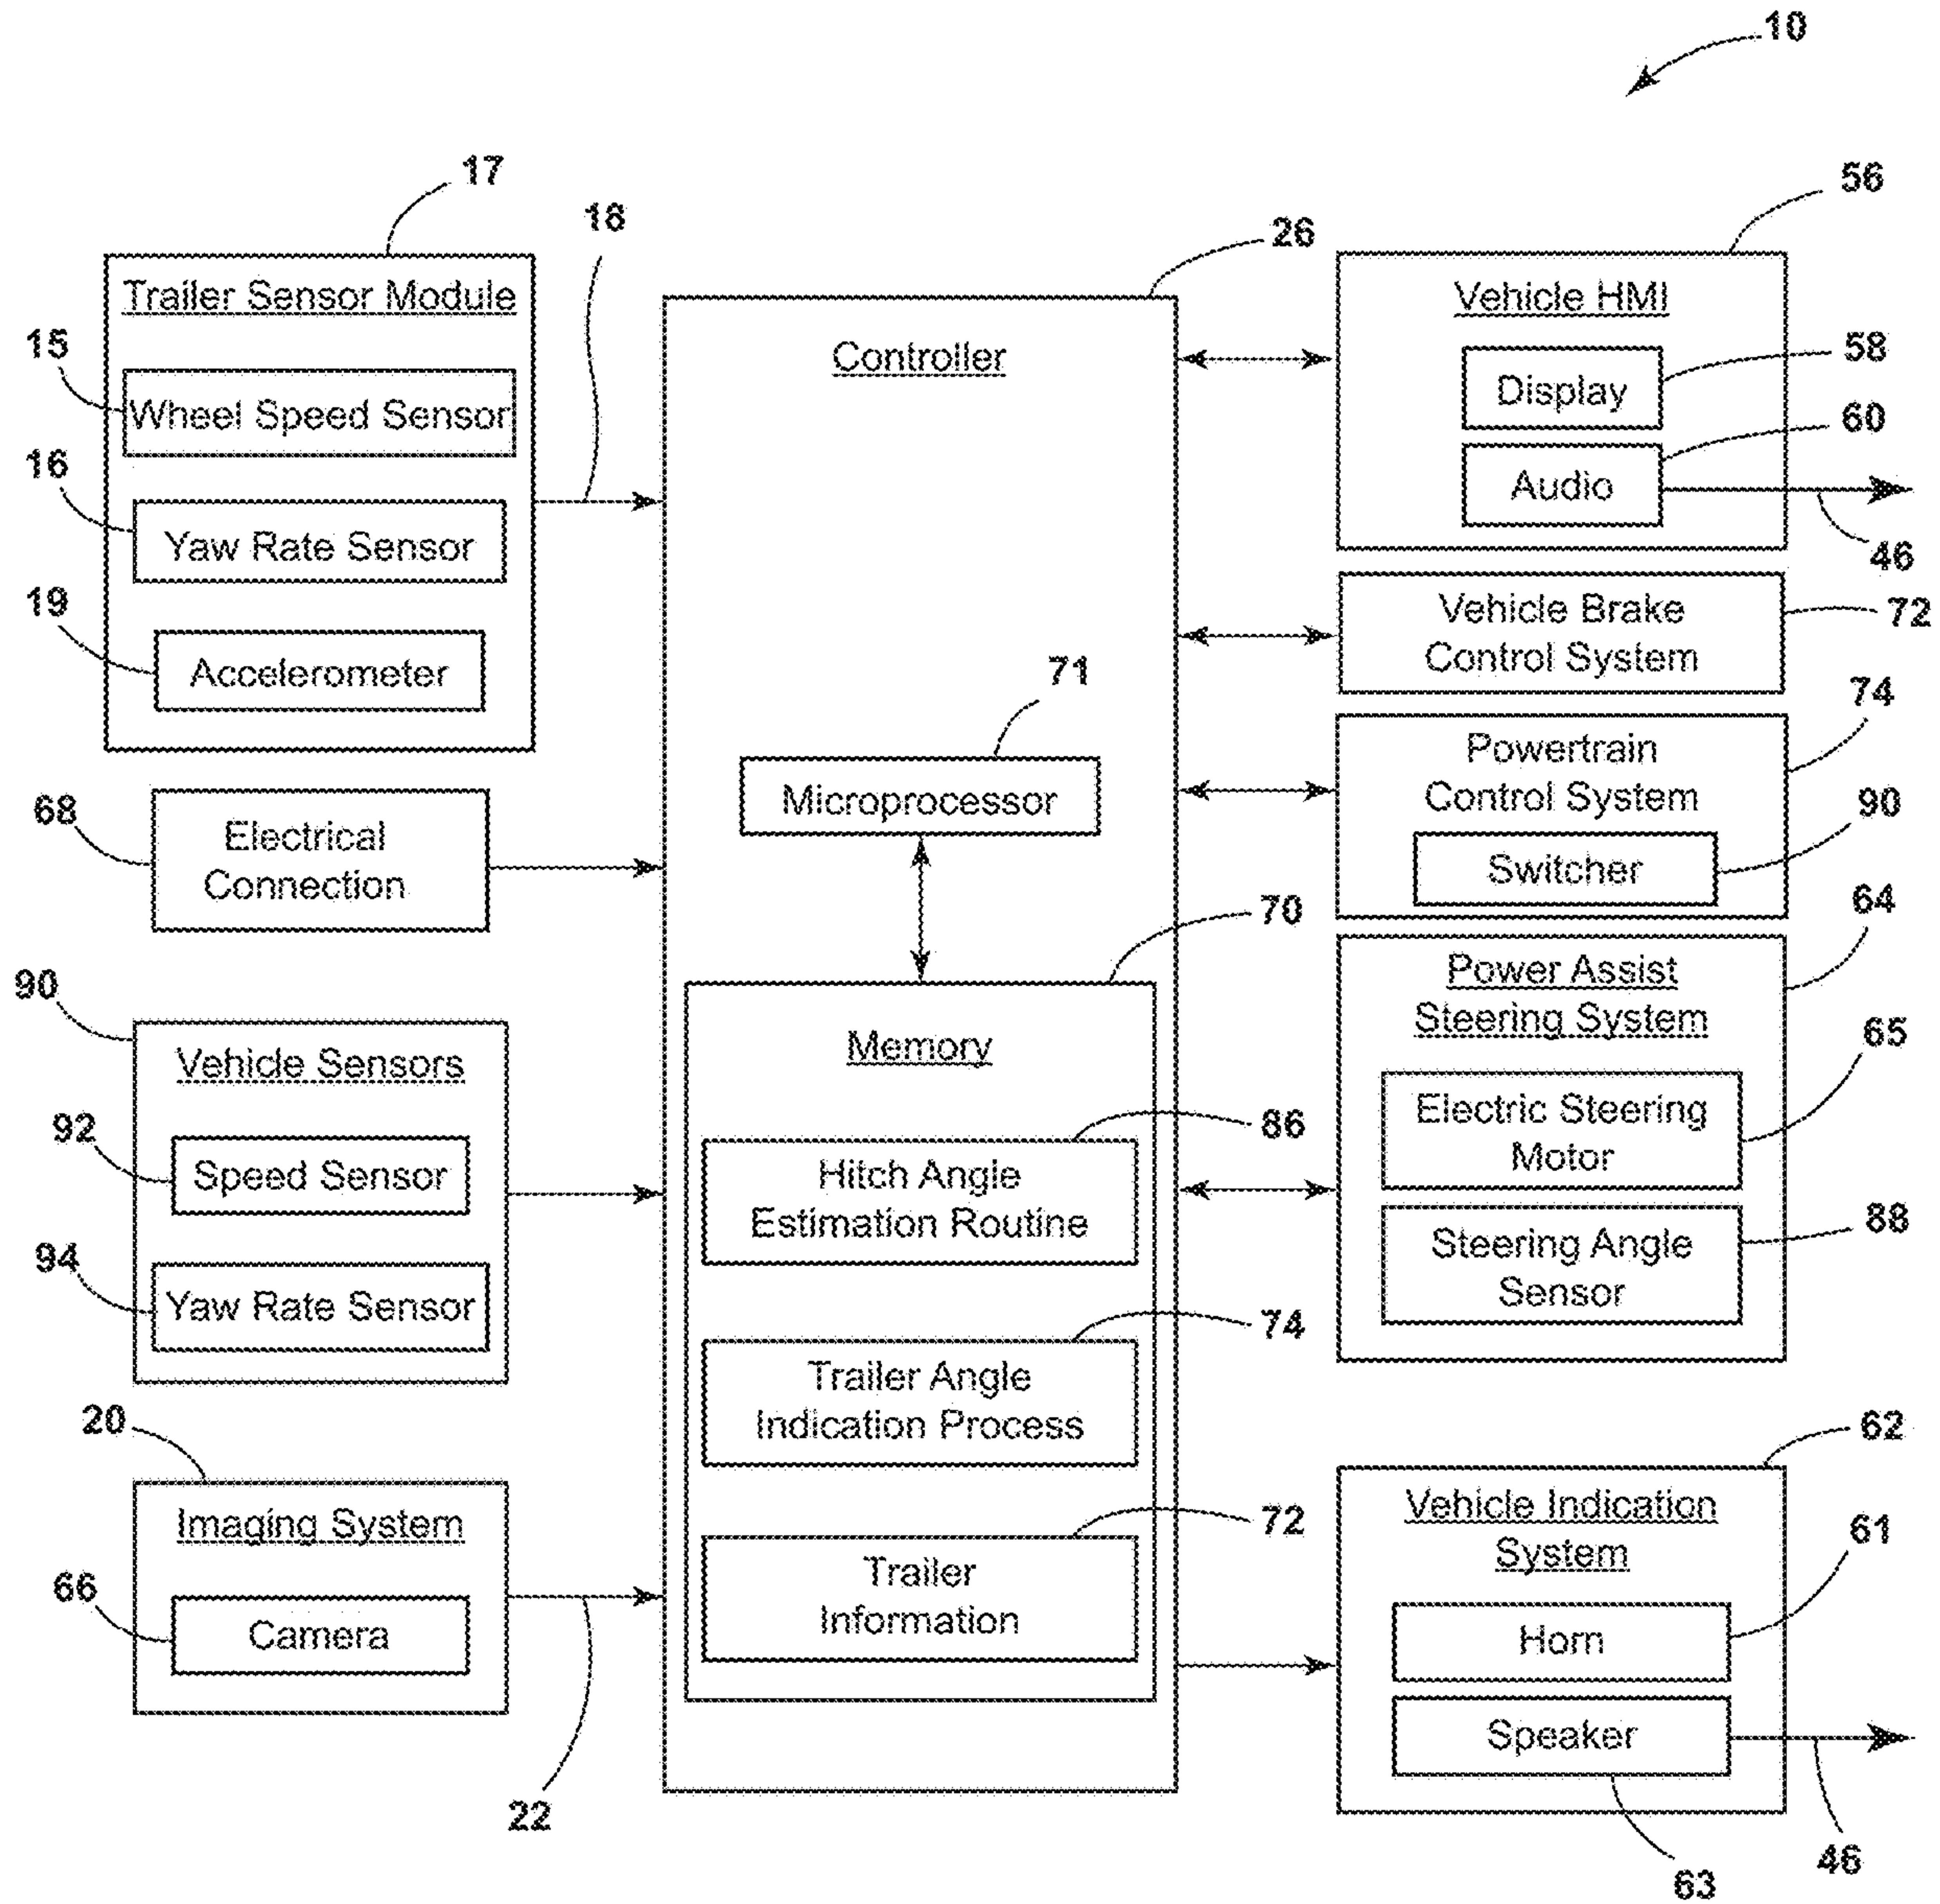 10
17
Trailer Sensor Module
15
Wheel Speed Sensor
16
Yaw Rate Sensor
19
Accelerometer
18
68
Electrical
Connection
90
Vehicle Sensors
92
Speed Sensor
94
Yaw Rate Sensor
20
Imaging System
66
Camera
22
26
Controller
71
Microprocessor
70
Memory
86
Hitch Angle
Estimation Routine
74
Trailer Angle
Indication Process
72
Trailer
Information
56
Vehicle HMI
58
Display
60
Audio
46
Vehicle Brake
Control System
72
74
Powertrain
Control System
90
Switcher
64
Power Assist
Steering System
65
Electric Steering
Motor
88
Steering Angle
Sensor
62
Vehicle Indication
System
61
Horn
Speaker
63
46